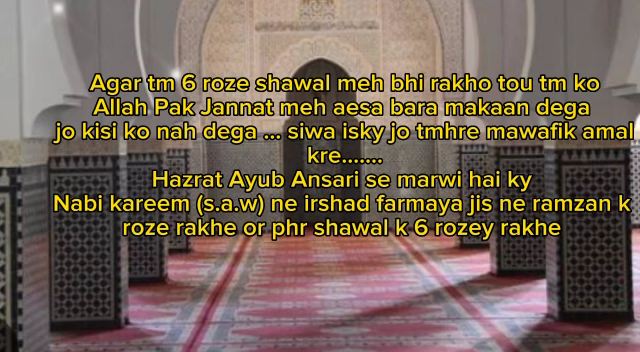 Agar tm 6 roze shawal meh bhi rakho tou tm ko
Allah Pak Jannat meh aesa bara makaan dega
jo kisi ko nah dega ... siwa isky jo tmhre mawafik amal
kre.......
Hazrat Ayub Ansari se marwi hai ky
Nabi kareem (s.a.w) ne irshad farmaya jis ne ramzan k
roze rakhe or phr shawal k 6 rozey rakhe